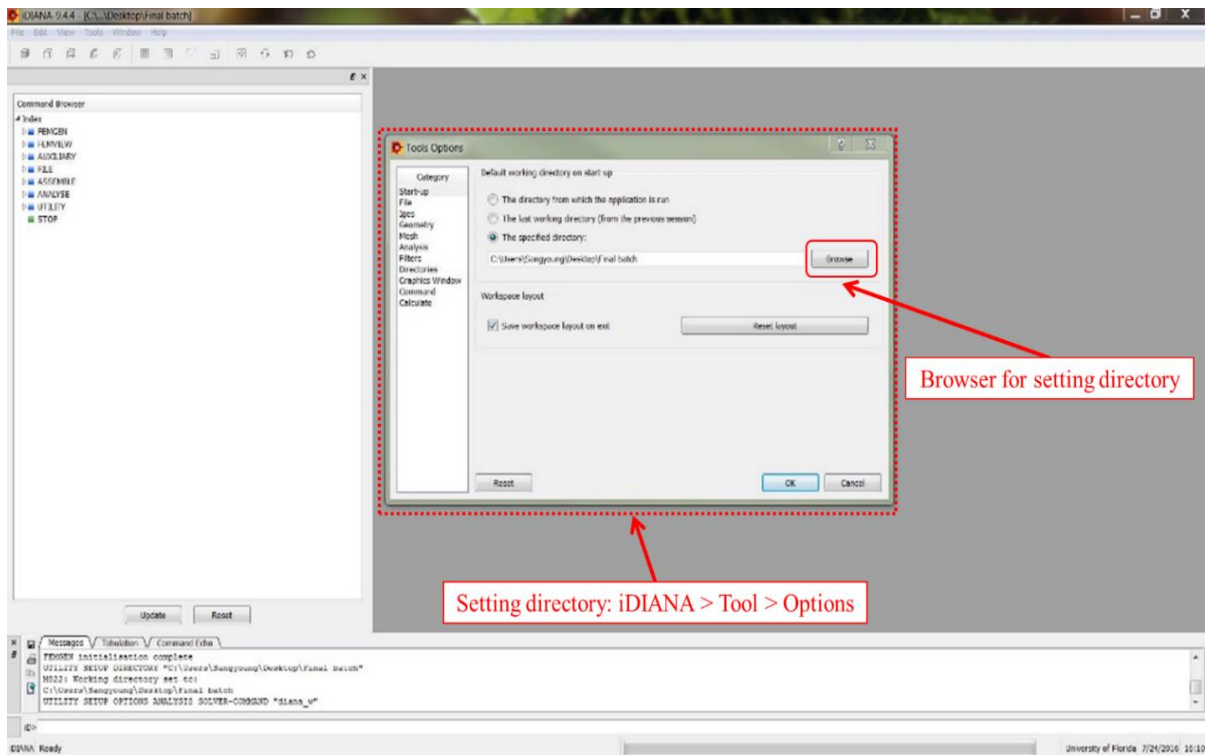 iDIANA 9.4.4 - [C:\...\Desktop\Final batch]
File Edit View Tools Window Help
Command Browser
Index
FEMGEN
FEMVIEW
AUXILIARY
FILE
ASSEMBLE
ANALYSE
UTILITY
STOP
Update Reset
Tools Options
Category
Start-up
File
Iges
Geometry
Mesh
Analysis
Filters
Directories
Graphics Window
Command
Calculate
Default working directory on start up
The directory from which the application is run
The last working directory (from the previous session)
The specified directory:
C:\Users\Sangyoung\Desktop\Final batch
Browse
Workspace layout
Save workspace layout on exit
Reset layout
Reset
OK
Cancel
Browser for setting directory
Setting directory: iDIANA > Tool > Options
Messages Tabulation Command Echo
FEMGEN initialisation complete
UTILITY SETUP DIRECTORY "C:\Users\Sangyoung\Desktop\Final batch"
M022: Working directory set to:
C:\Users\Sangyoung\Desktop\Final batch
UTILITY SETUP OPTIONS ANALYSIS SOLVER-COMMAND "diana_w"
iD>
iDIANA Ready
University of Florida 7/24/2016 16:10